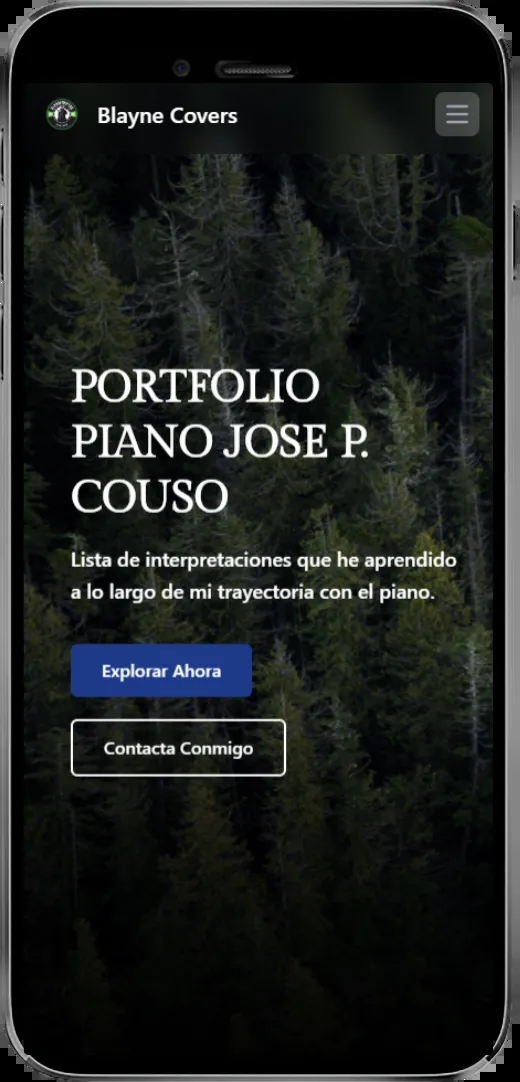 Blayne Covers
PORTFOLIO
PIANO JOSE P.
COUSO
Lista de interpretaciones que he aprendido
a lo largo de mi trayectoria con el piano.
Explorar Ahora
Contacta Conmigo